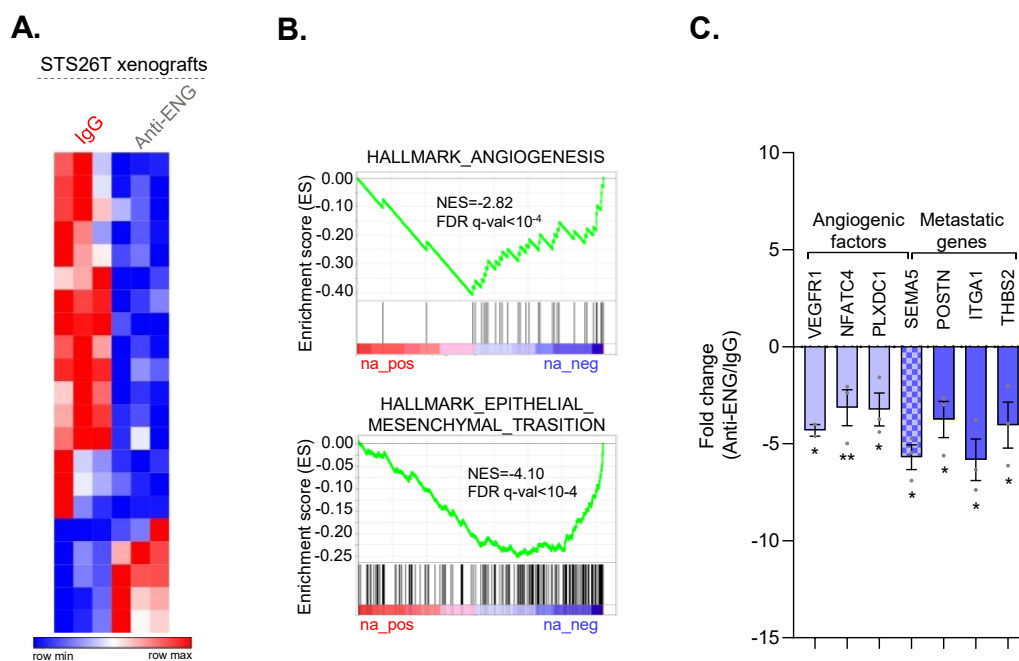 A.
STS26T xenografts
IgG
Anti-ENG
row min
row max
B.
HALLMARK_ANGIOGENESIS
Enrichment score (ES)
0.00
-0.10
-0.20
-0.30
-0.40
NES=-2.82
FDR q-val<10-4
na_pos
na_neg
HALLMARK_EPITHELIAL_
MESENCHYMAL_TRASITION
Enrichment score (ES)
0.00
-0.05
-0.10
-0.15
-0.20
-0.25
NES=-4.10
FDR q-val<10-4
na_pos
na_neg
C.
Fold change
(Anti-ENG/IgG)
10
5
0
-5
-10
-15
Angiogenic
factors
Metastatic
genes
VEGFR1
NFATC4
PLXDC1
SEMA5
POSTN
ITGA1
THBS2
*
**
*
*
*
*
*